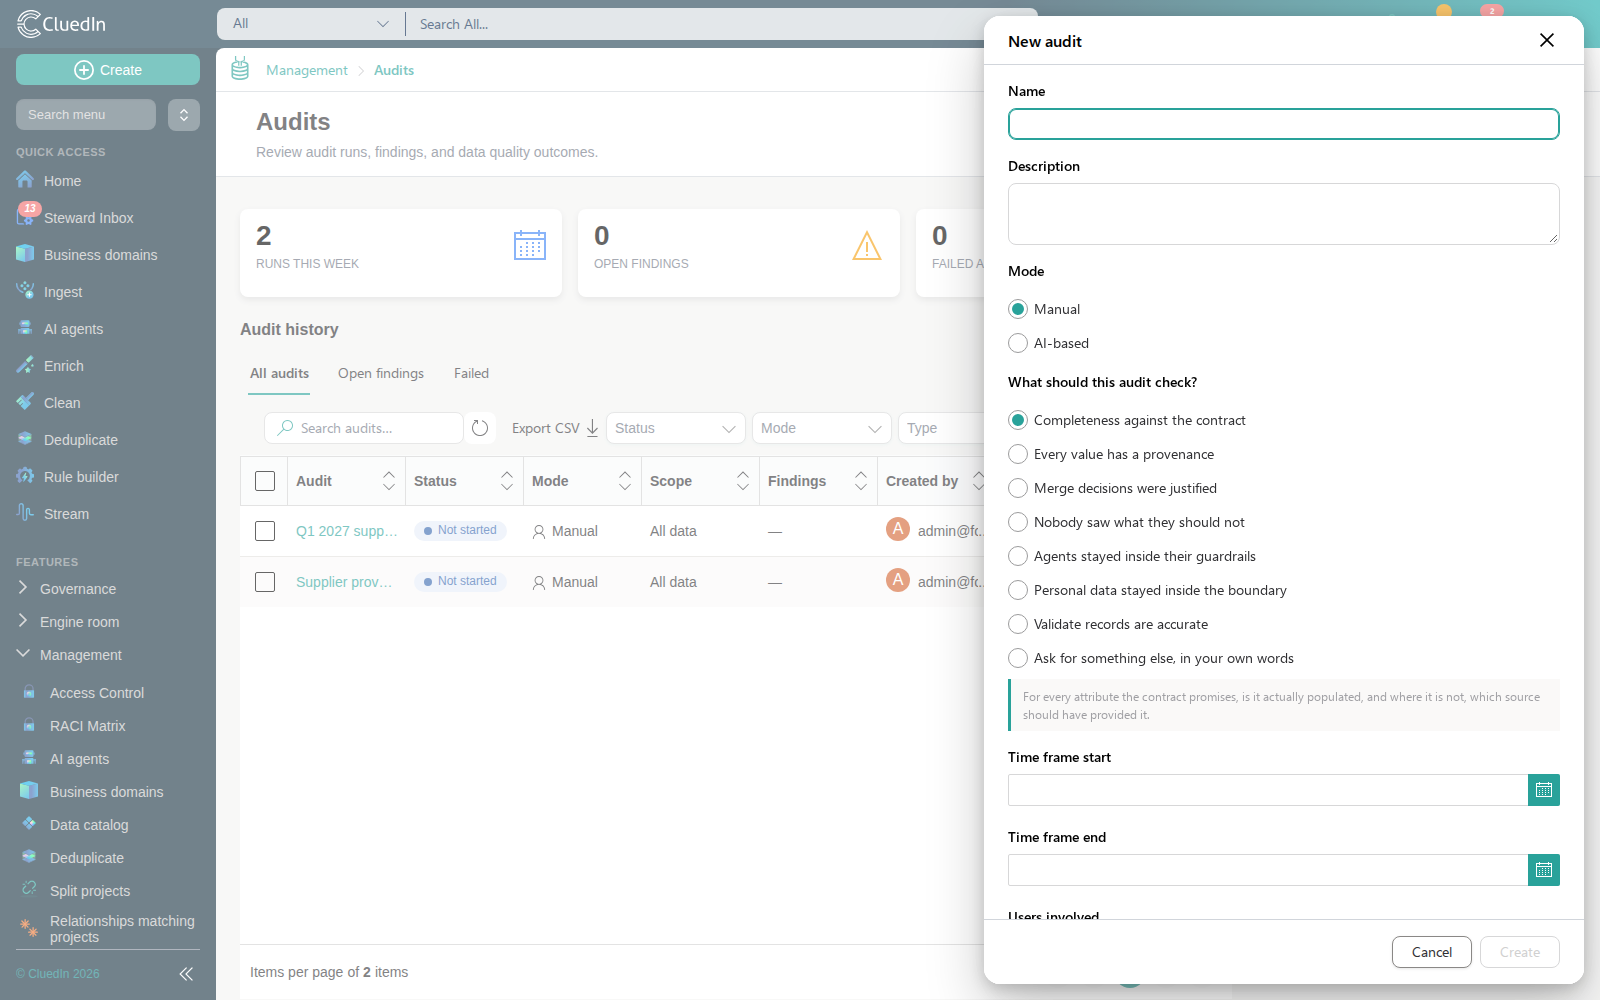 CluedIn
All
Search All...
2
Create
Search menu
QUICK ACCESS
Home
13
Steward Inbox
Business domains
Ingest
AI agents
Enrich
Clean
Deduplicate
Rule builder
Stream
FEATURES
Governance
Engine room
Management
Access Control
RACI Matrix
AI agents
Business domains
Data catalog
Deduplicate
Split projects
Relationships matching
projects
© CluedIn 2026
Management
Audits
Audits
Review audit runs, findings, and data quality outcomes.
2
RUNS THIS WEEK
0
OPEN FINDINGS
0
FAILED A
Audit history
All audits
Open findings
Failed
Search audits...
Export CSV
Status
Mode
Type
Audit
Status
Mode
Scope
Findings
Created by
Q1 2027 supp...
Not started
Manual
All data
—
A
admin@fc...
Supplier prov...
Not started
Manual
All data
—
A
admin@fc...
Items per page of 2 items
New audit
Name
Description
Mode
Manual
AI-based
What should this audit check?
Completeness against the contract
Every value has a provenance
Merge decisions were justified
Nobody saw what they should not
Agents stayed inside their guardrails
Personal data stayed inside the boundary
Validate records are accurate
Ask for something else, in your own words
For every attribute the contract promises, is it actually populated, and where it is not, which source
should have provided it.
Time frame start
Time frame end
Users involved
Cancel
Create